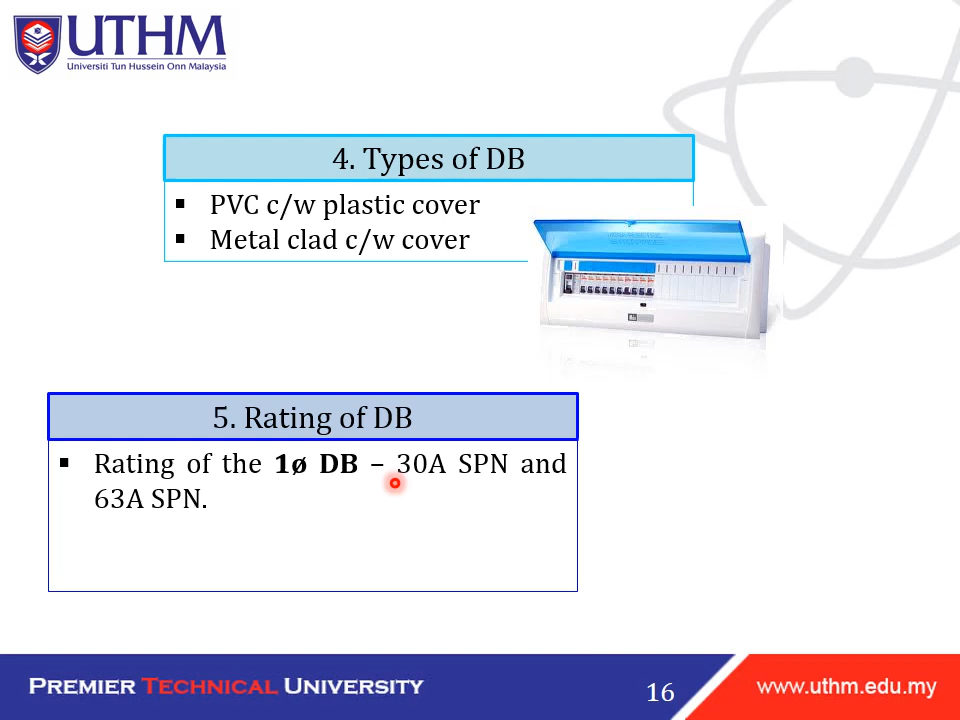 UTHM
Universiti Tun Hussein Onn Malaysia
4. Types of DB
▪ PVC c/w plastic cover
▪ Metal clad c/w cover
5. Rating of DB
▪ Rating of the 1ø DB – 30A SPN and
63A SPN.
PREMIER TECHNICAL UNIVERSITY
16
www.uthm.edu.my